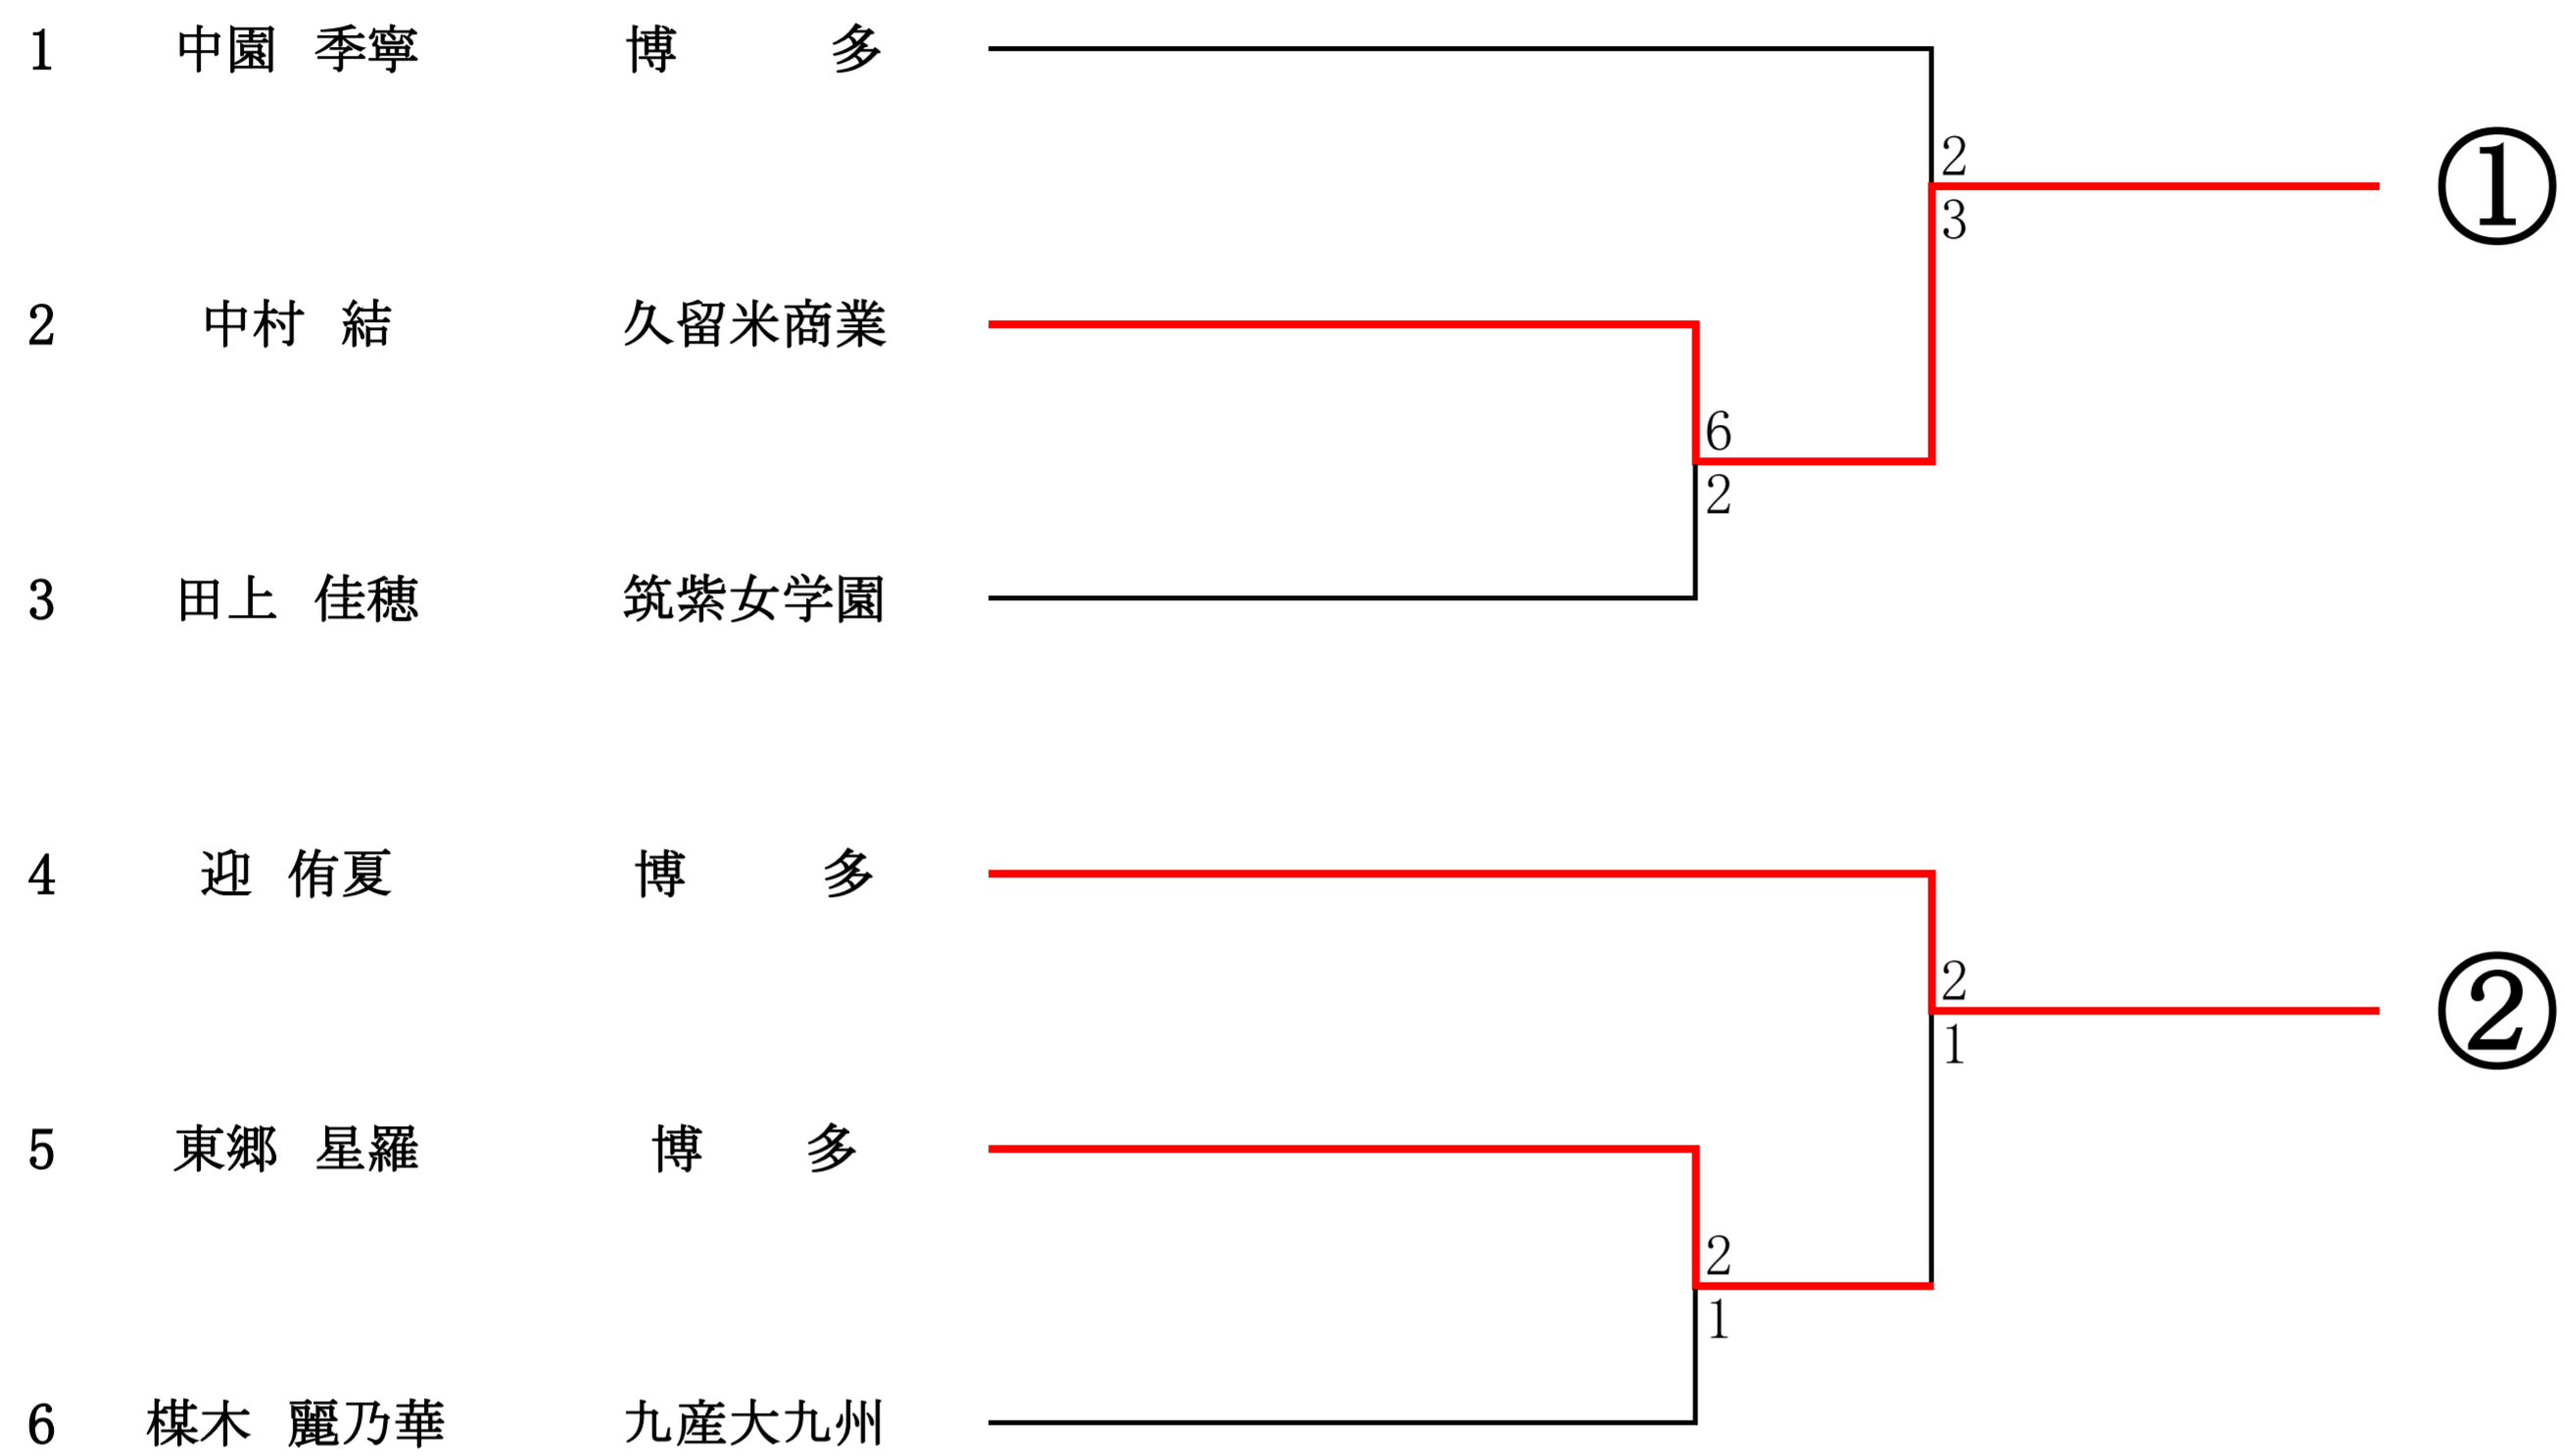 1 中園 季寧 博 多
2
3
①
2 中村 結 久留米商業
6
2
3 田上 佳穂 筑紫女学園
4 迎 侑夏 博 多
2
1
②
5 東郷 星羅 博 多
2
1
6 楳木 麗乃華 九産大九州